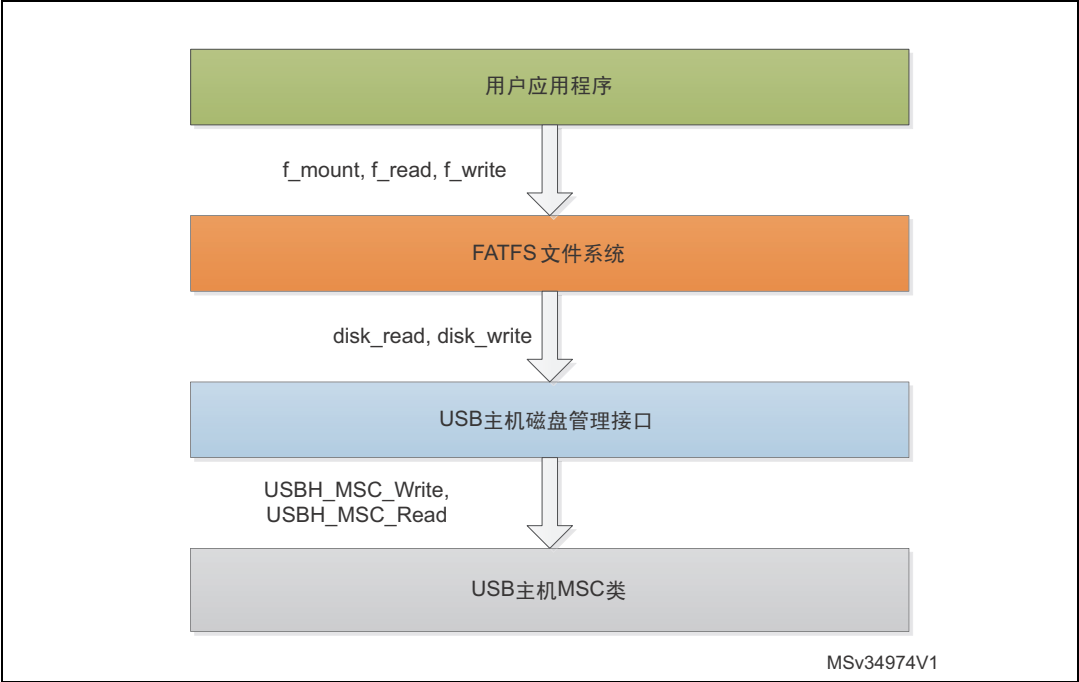 用户应用程序
f_mount, f_read, f_write
FATFS 文件系统
disk_read, disk_write
USB主机磁盘管理接口
USBH_MSC_Write,
USBH_MSC_Read
USB主机MSC类
MSv34974V1